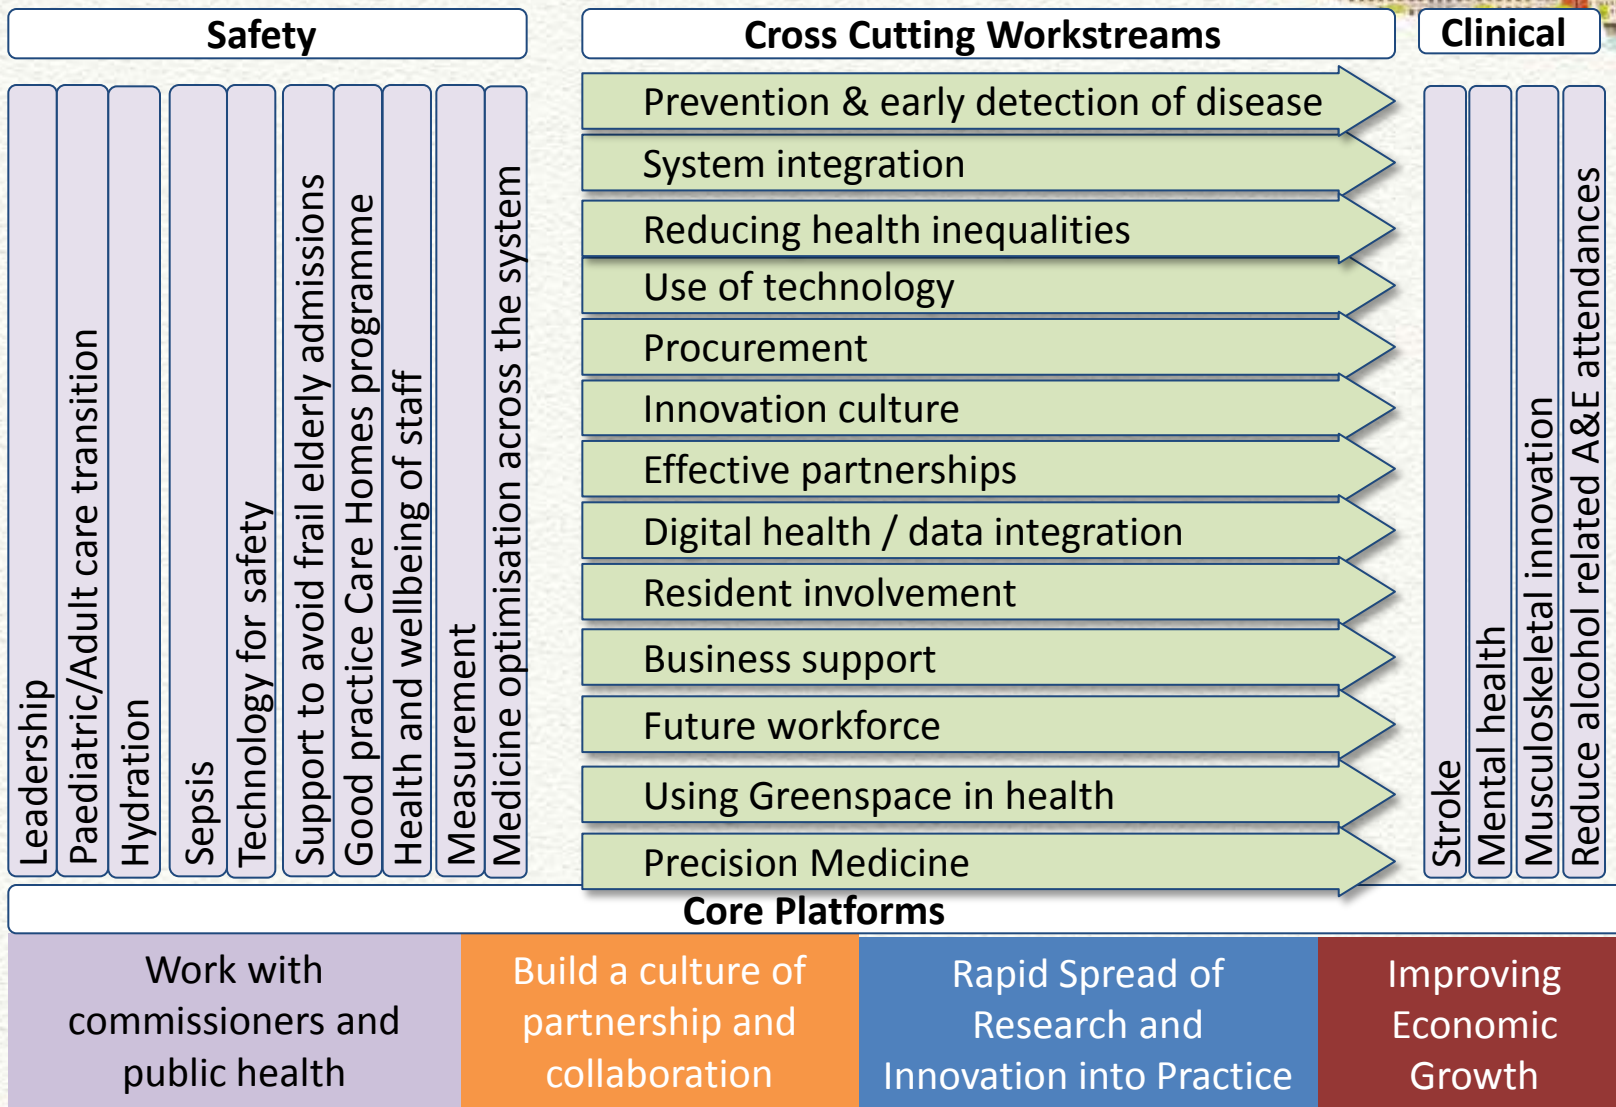 Safety
Leadership
Paediatric/Adult care transition
Hydration
Sepsis
Technology for safety
Support to avoid frail elderly admissions
Good practice Care Homes programme
Health and wellbeing of staff
Measurement
Medicine optimisation across the system
Cross Cutting Workstreams
Prevention & early detection of disease
System integration
Reducing health inequalities
Use of technology
Procurement
Innovation culture
Effective partnerships
Digital health / data integration
Resident involvement
Business support
Future workforce
Using Greenspace in health
Precision Medicine
Clinical
Stroke
Mental health
Musculoskeletal innovation
Reduce alcohol related A&E attendances
Core Platforms
Work with
commissioners and
public health
Build a culture of
partnership and
collaboration
Rapid Spread of
Research and
Innovation into Practice
Improving
Economic
Growth